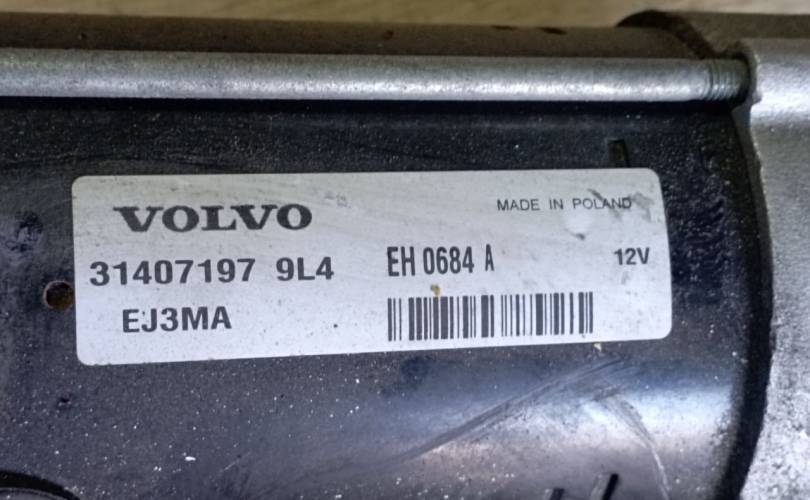 VOLVO
MADE IN POLAND
31407197 9L4
EH 0684 A
12V
EJ3MA